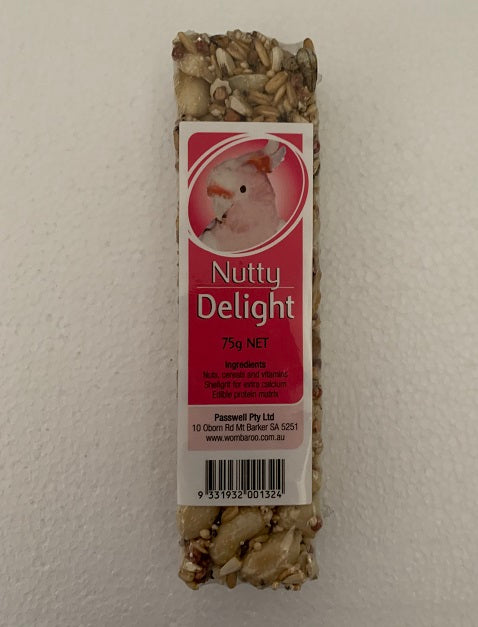 Nutty
Delight
75g NET
Ingredients
Nuts, cereals and vitamins
Shellgrit for extra calcium
Edible protein matrix
Passwell Pty Ltd
10 Oborn Rd Mt Barker SA 5251
www.wombaroo.com.au
9 331932 001324